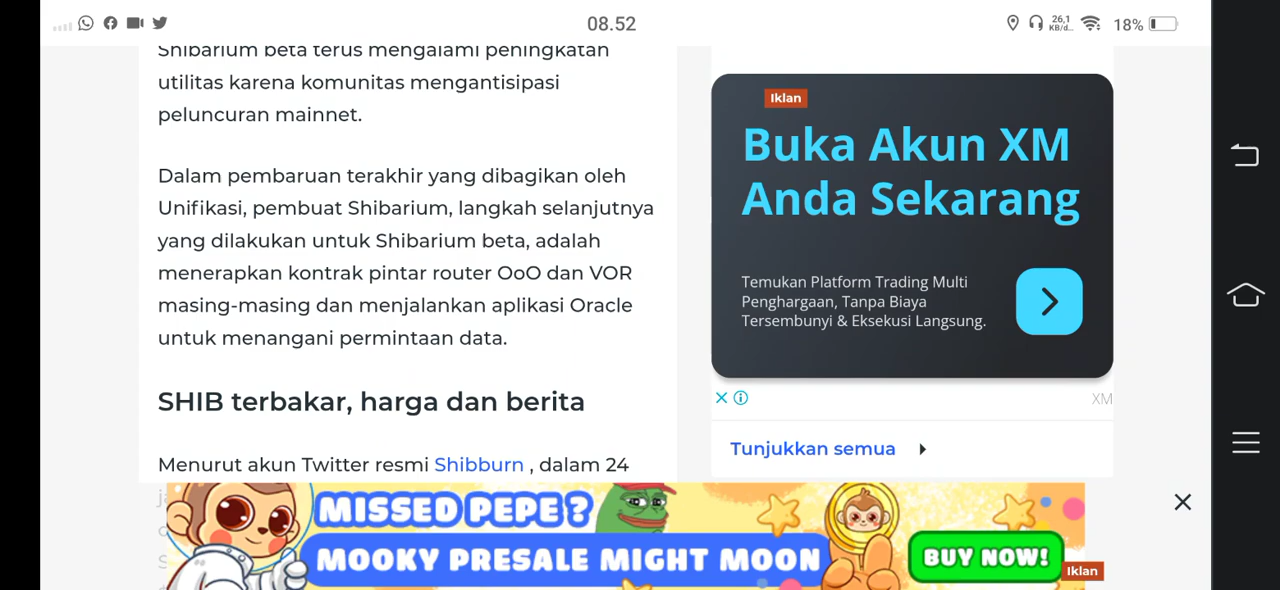 08.52
26,1
KB/d...
18%
Shibarium beta terus mengalami peningkatan
utilitas karena komunitas mengantisipasi
peluncuran mainnet.
Dalam pembaruan terakhir yang dibagikan oleh
Unifikasi, pembuat Shibarium, langkah selanjutnya
yang dilakukan untuk Shibarium beta, adalah
menerapkan kontrak pintar router OoO dan VOR
masing-masing dan menjalankan aplikasi Oracle
untuk menangani permintaan data.
SHIB terbakar, harga dan berita
Menurut akun Twitter resmi Shibburn , dalam 24
Iklan
Buka Akun XM
Anda Sekarang
Temukan Platform Trading Multi
Penghargaan, Tanpa Biaya
Tersembunyi & Eksekusi Langsung.
XM
Tunjukkan semua
MISSED PEPE?
MOOKY PRESALE MIGHT MOON
BUY NOW!
Iklan